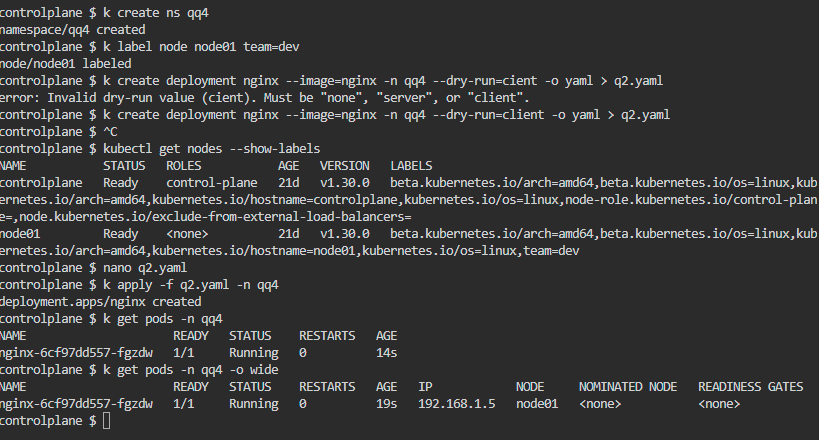 controlplane $ k create ns qq4
namespace/qq4 created
controlplane $ k label node node01 team=dev
node/node01 labeled
controlplane $ k create deployment nginx --image=nginx -n qq4 --dry-run=cient -o yaml > q2.yaml
error: Invalid dry-run value (cient). Must be "none", "server", or "client".
controlplane $ k create deployment nginx --image=nginx -n qq4 --dry-run=client -o yaml > q2.yaml
controlplane $ ^C
controlplane $ kubectl get nodes --show-labels
NAME STATUS ROLES AGE VERSION LABELS
controlplane Ready control-plane 21d v1.30.0 beta.kubernetes.io/arch=amd64,beta.kubernetes.io/os=linux,kub
ernetes.io/arch=amd64,kubernetes.io/hostname=controlplane,kubernetes.io/os=linux,node-role.kubernetes.io/control-plan
e=,node.kubernetes.io/exclude-from-external-load-balancers=
node01 Ready <none> 21d v1.30.0 beta.kubernetes.io/arch=amd64,beta.kubernetes.io/os=linux,kub
ernetes.io/arch=amd64,kubernetes.io/hostname=node01,kubernetes.io/os=linux,team=dev
controlplane $ nano q2.yaml
controlplane $ k apply -f q2.yaml -n qq4
deployment.apps/nginx created
controlplane $ k get pods -n qq4
NAME READY STATUS RESTARTS AGE
nginx-6cf97dd557-fgzdw 1/1 Running 0 14s
controlplane $ k get pods -n qq4 -o wide
NAME READY STATUS RESTARTS AGE IP NODE NOMINATED NODE READINESS GATES
nginx-6cf97dd557-fgzdw 1/1 Running 0 19s 192.168.1.5 node01 <none> <none>
controlplane $